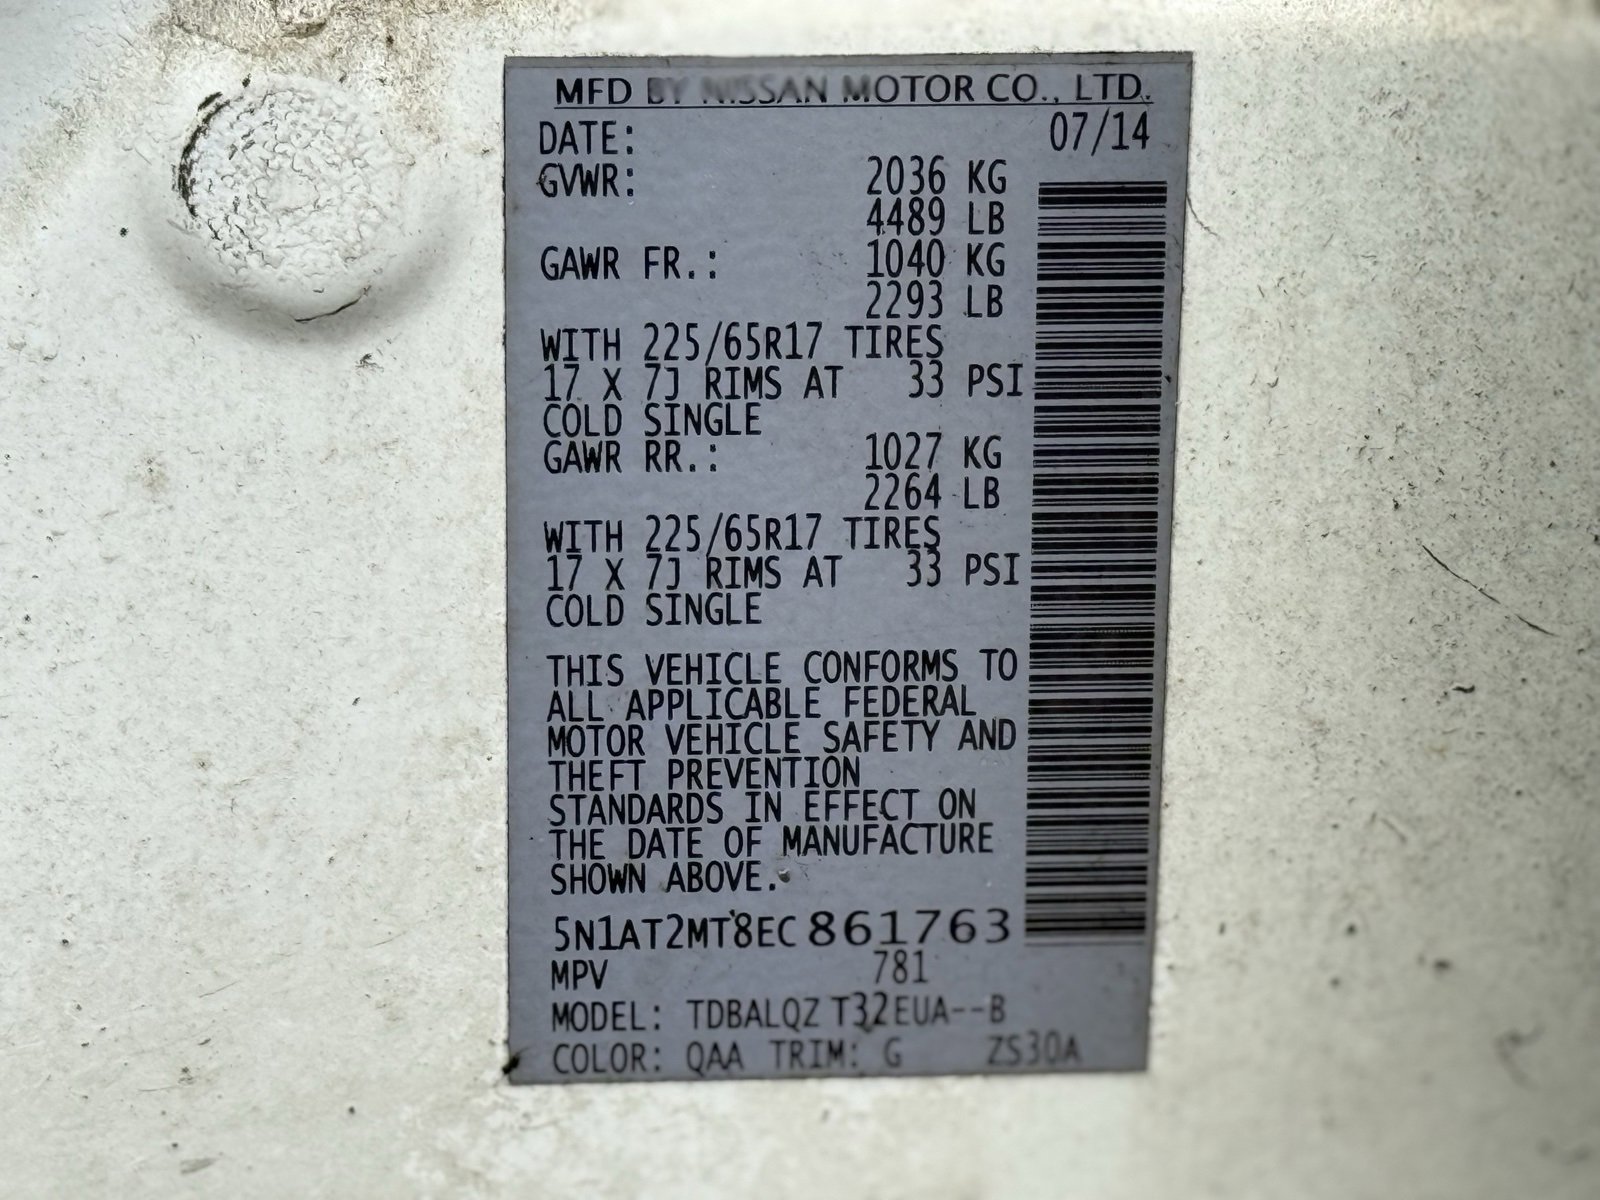 MFD BY NISSAN MOTOR CO., LTD.
DATE: 07/14
GVWR: 2036 KG
4489 LB
GAWR FR.: 1040 KG
2293 LB
WITH 225/65R17 TIRES
17 X 7J RIMS AT 33 PSI
COLD SINGLE
GAWR RR.: 1027 KG
2264 LB
WITH 225/65R17 TIRES
17 X 7J RIMS AT 33 PSI
COLD SINGLE
THIS VEHICLE CONFORMS TO
ALL APPLICABLE FEDERAL
MOTOR VEHICLE SAFETY AND
THEFT PREVENTION
STANDARDS IN EFFECT ON
THE DATE OF MANUFACTURE
SHOWN ABOVE.
5N1AT2MT8EC861763
MPV 781
MODEL: TDBALQZ T32EUA--B
COLOR: QAA TRIM: G ZS30A